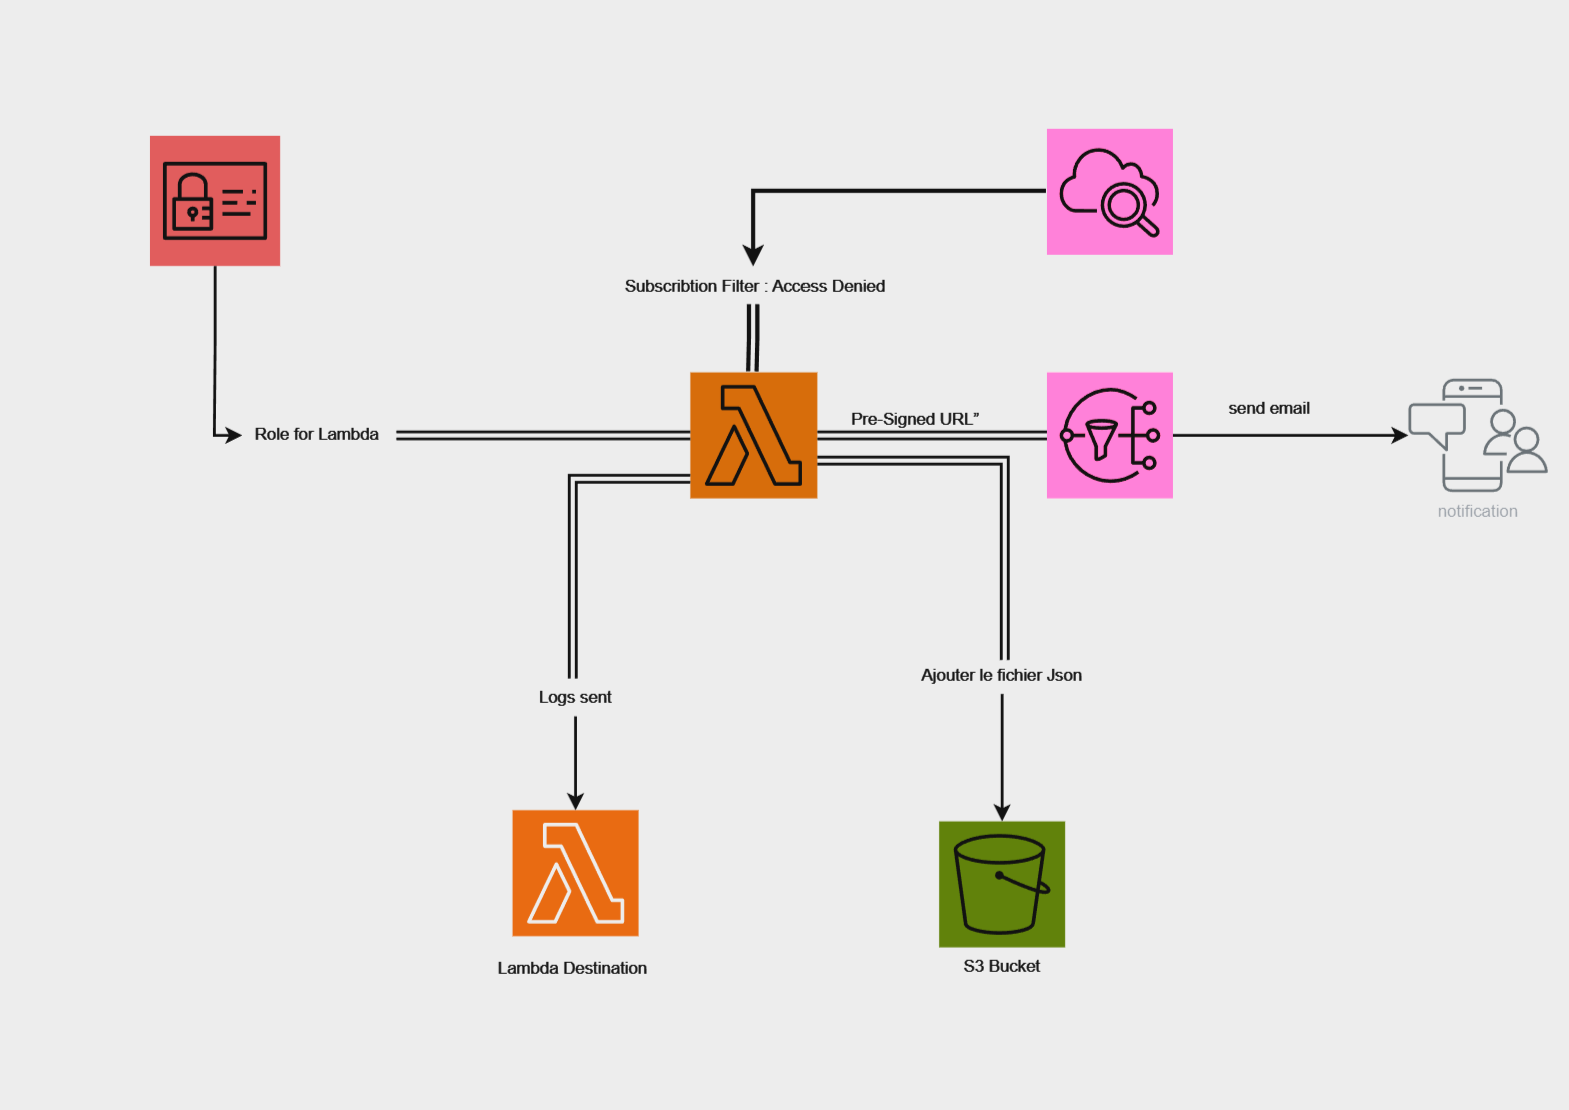 Subscribtion Filter : Access Denied
Pre-Signed URL”
send email
Role for Lambda
notification
Ajouter le fichier Json
Logs sent
Lambda Destination
S3 Bucket